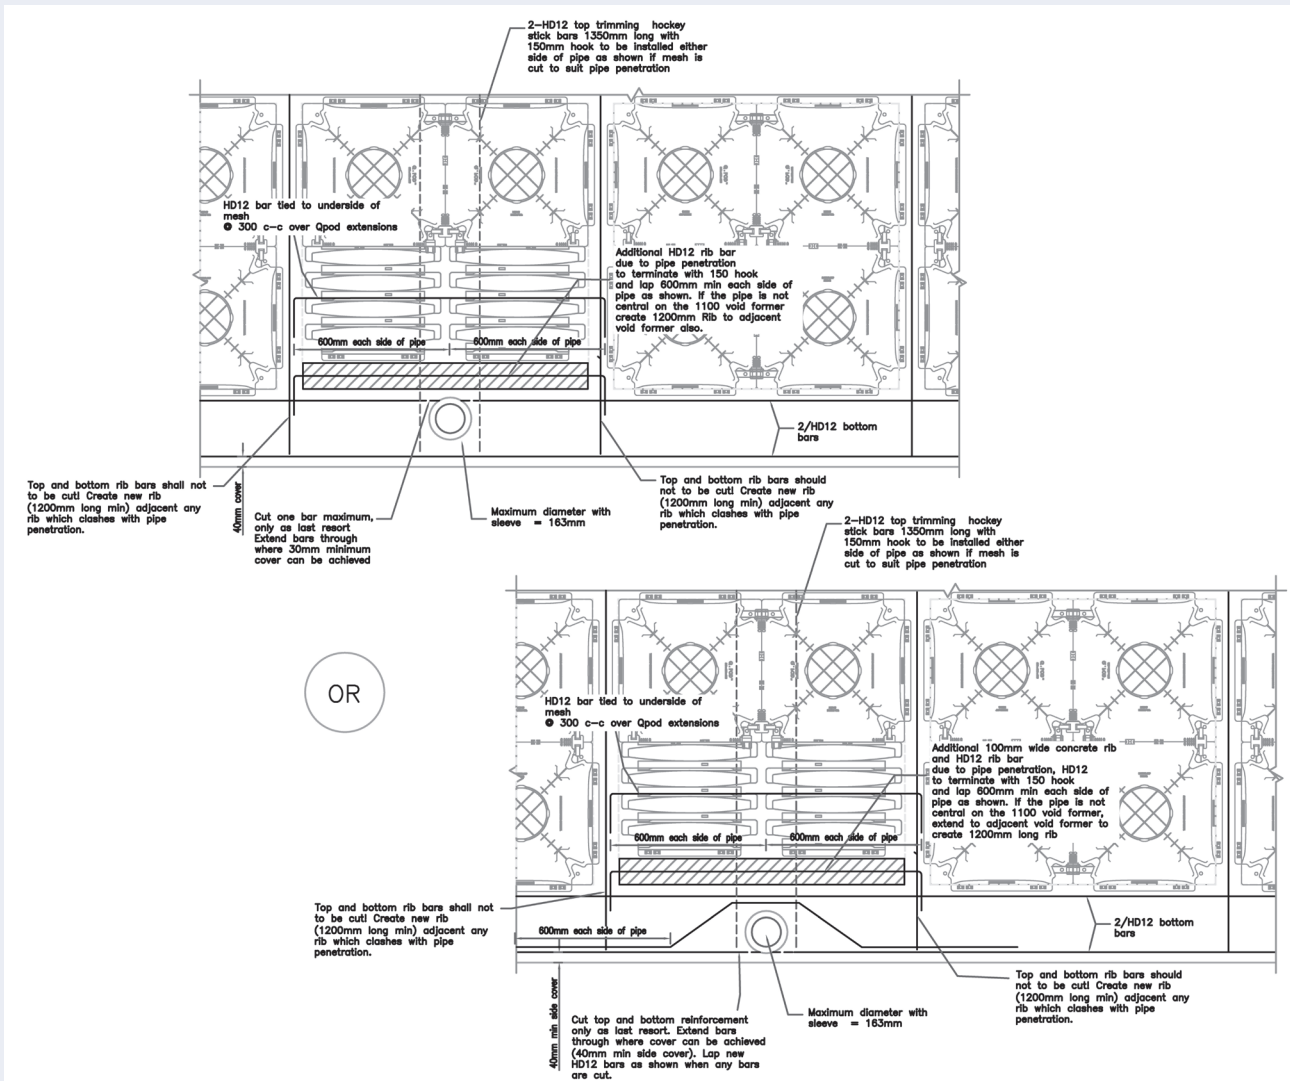 2-HD12 top trimming hockey
stick bars 1350mm long with
150mm hook to be installed either
side of pipe as shown if mesh is
cut to suit pipe penetration
HD12 bar tied to underside of
mesh
@ 300 c-c over Qpod extensions
Additional HD12 rib bar
due to pipe penetration
to terminate with 150 hook
and lap 600mm min each side of
pipe as shown. If the pipe is not
central on the 1100 void former
create 1200mm Rib to adjacent
void former also.
600mm each side of pipe
600mm each side of pipe
2/HD12 bottom
bars
Top and bottom rib bars shall not
to be cut! Create new rib
(1200mm long min) adjacent any
rib which clashes with pipe
penetration.
40mm cover
Cut one bar maximum,
only as last resort
Extend bars through
where 30mm minimum
cover can be achieved
Maximum diameter with
sleeve = 163mm
Top and bottom rib bars should
not to be cut! Create new rib
(1200mm long min) adjacent any
rib which clashes with pipe
penetration.
OR
2-HD12 top trimming hockey
stick bars 1350mm long with
150mm hook to be installed either
side of pipe as shown if mesh is
cut to suit pipe penetration
HD12 bar tied to underside of
mesh
@ 300 c-c over Qpod extensions
Additional 100mm wide concrete rib
and HD12 rib bar
due to pipe penetration, HD12
to terminate with 150 hook
and lap 600mm min each side of
pipe as shown. If the pipe is not
central on the 1100 void former,
extend to adjacent void former to
create 1200mm long rib
600mm each side of pipe
600mm each side of pipe
Top and bottom rib bars shall not
to be cut! Create new rib
(1200mm long min) adjacent any
rib which clashes with pipe
penetration.
600mm each side of pipe
2/HD12 bottom
bars
40mm min side cover
Cut top and bottom reinforcement
only as last resort. Extend bars
through where cover can be achieved
(40mm min side cover). Lap new
HD12 bars as shown when any bars
are cut.
Maximum diameter with
sleeve = 163mm
Top and bottom rib bars should
not to be cut! Create new rib
(1200mm long min) adjacent any
rib which clashes with pipe
penetration.